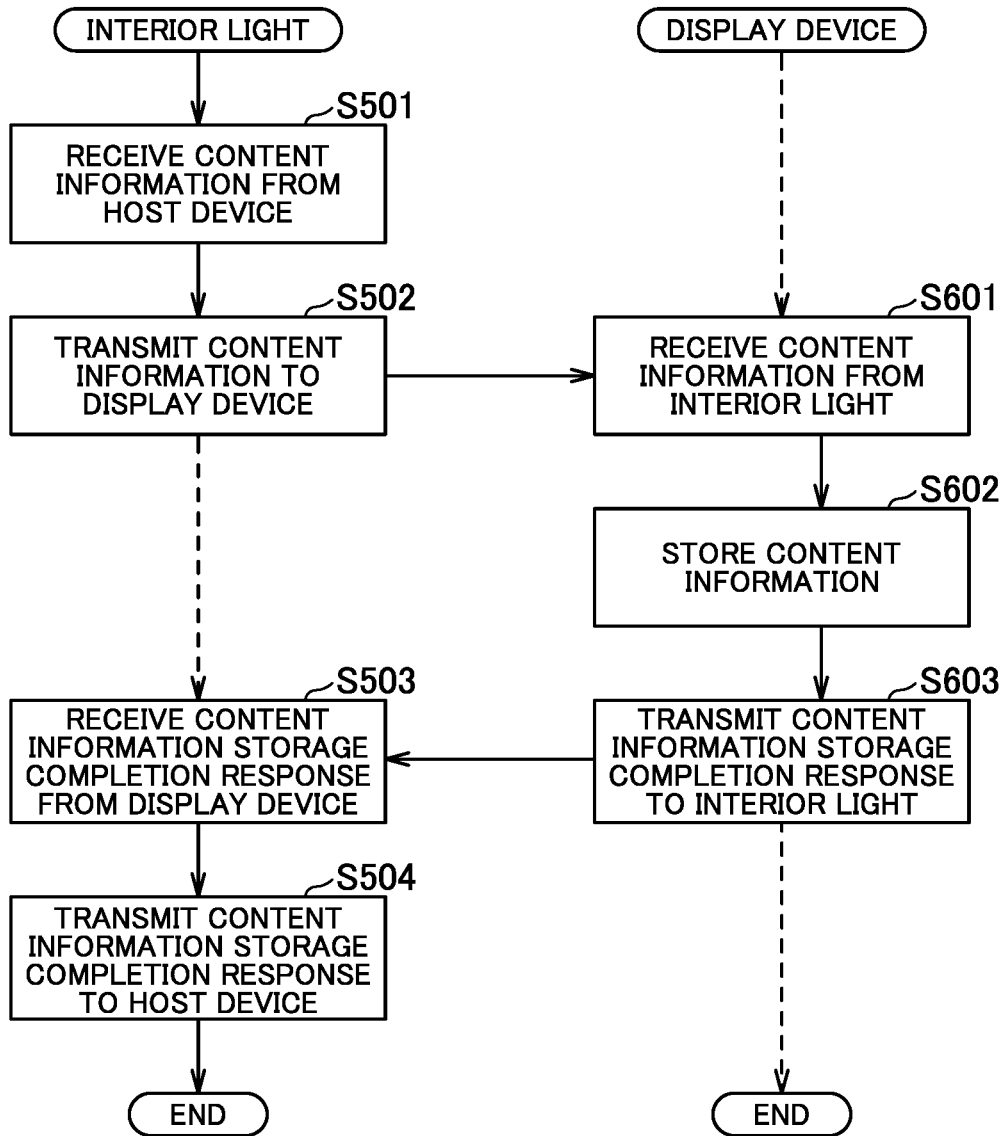 INTERIOR LIGHT
DISPLAY DEVICE
S501
RECEIVE CONTENT
INFORMATION FROM
HOST DEVICE
S502
TRANSMIT CONTENT
INFORMATION TO
DISPLAY DEVICE
S601
RECEIVE CONTENT
INFORMATION FROM
INTERIOR LIGHT
S602
STORE CONTENT
INFORMATION
S603
TRANSMIT CONTENT
INFORMATION STORAGE
COMPLETION RESPONSE
TO INTERIOR LIGHT
S503
RECEIVE CONTENT
INFORMATION STORAGE
COMPLETION RESPONSE
FROM DISPLAY DEVICE
S504
TRANSMIT CONTENT
INFORMATION STORAGE
COMPLETION RESPONSE
TO HOST DEVICE
END
END